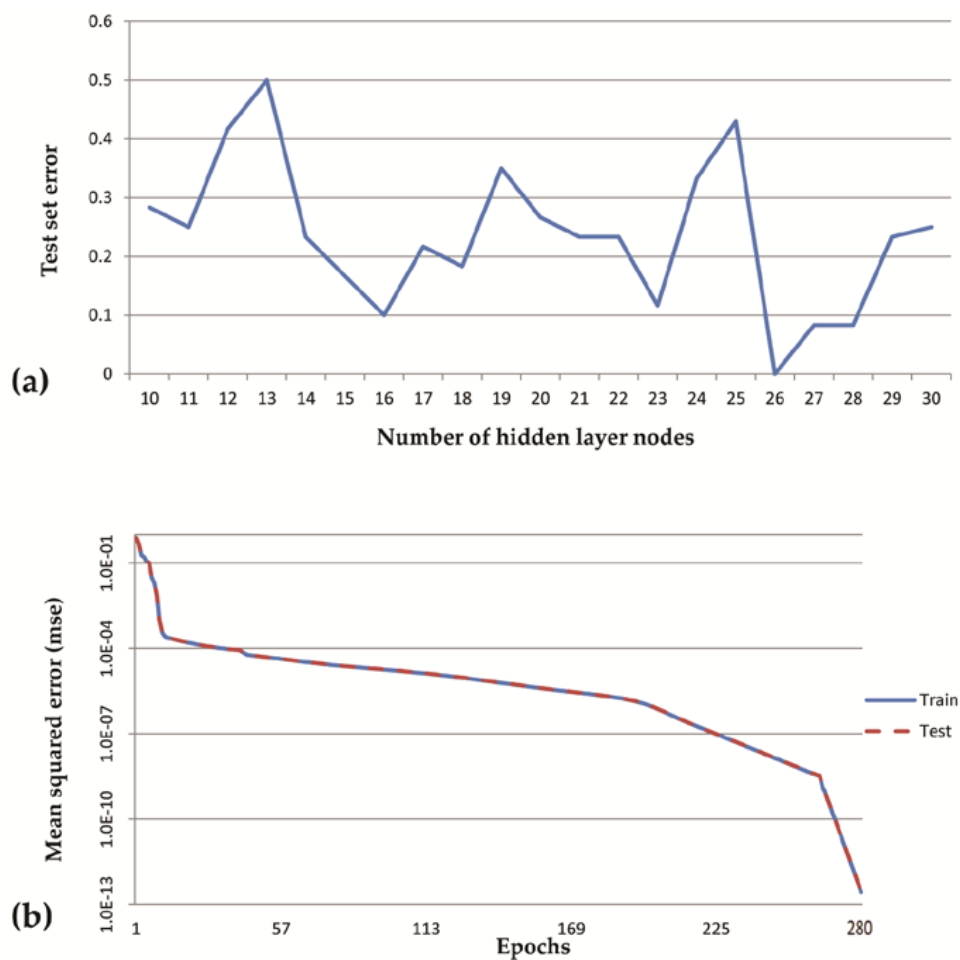 0.6
0.5
0.4
0.3
0.2
0.1
0
Test set error
(a)
10 11 12 13 14 15 16 17 18 19 20 21 22 23 24 25 26 27 28 29 30
Number of hidden layer nodes
1.0E-01
1.0E-04
1.0E-07
1.0E-10
1.0E-13
Mean squared error (mse)
Train
Test
(b)
1 57 113 169 225 280
Epochs